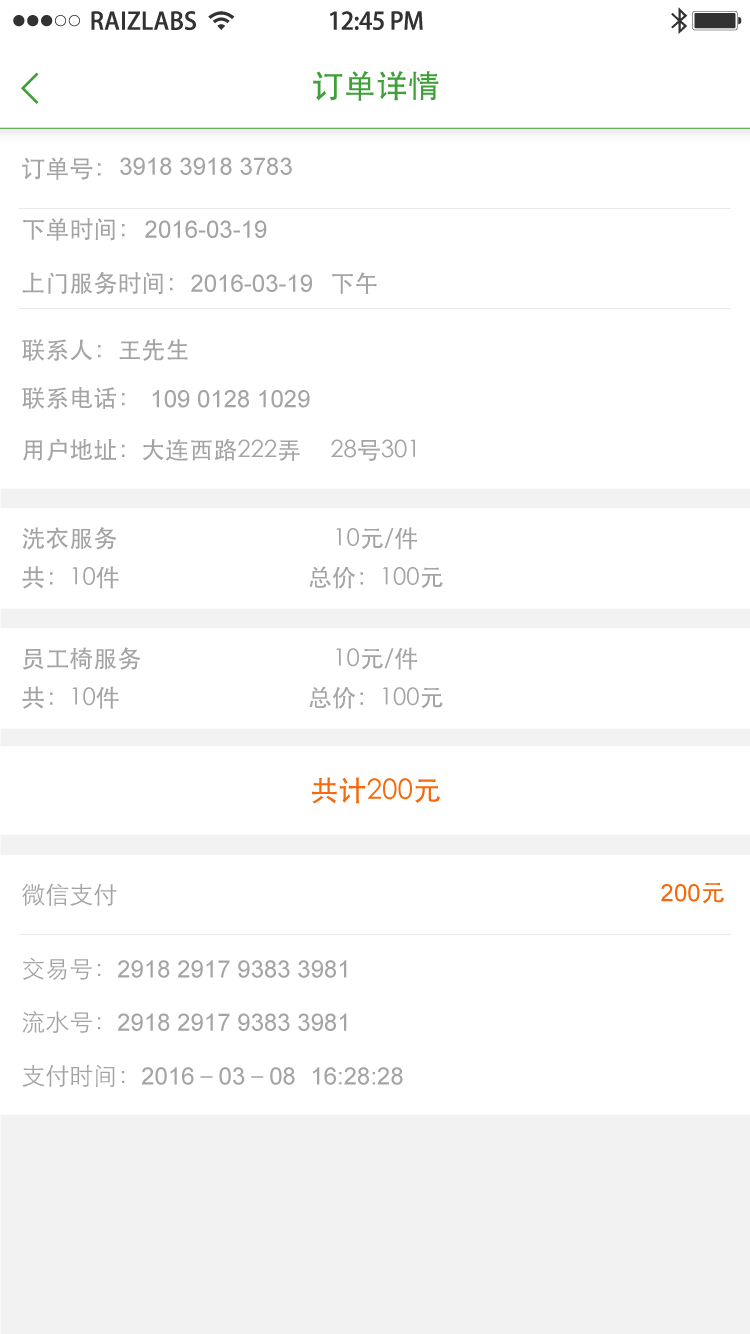 RAIZLABS 12:45 PM
订单详情
订单号： 3918 3918 3783
下单时间： 2016-03-19
上门服务时间： 2016-03-19 下午
联系人： 王先生
联系电话： 109 0128 1029
用户地址： 大连西路222弄 28号301
洗衣服务 10元/件
共： 10件 总价： 100元
员工椅服务 10元/件
共： 10件 总价： 100元
共计200元
微信支付 200元
交易号： 2918 2917 9383 3981
流水号： 2918 2917 9383 3981
支付时间： 2016－03－08 16:28:28